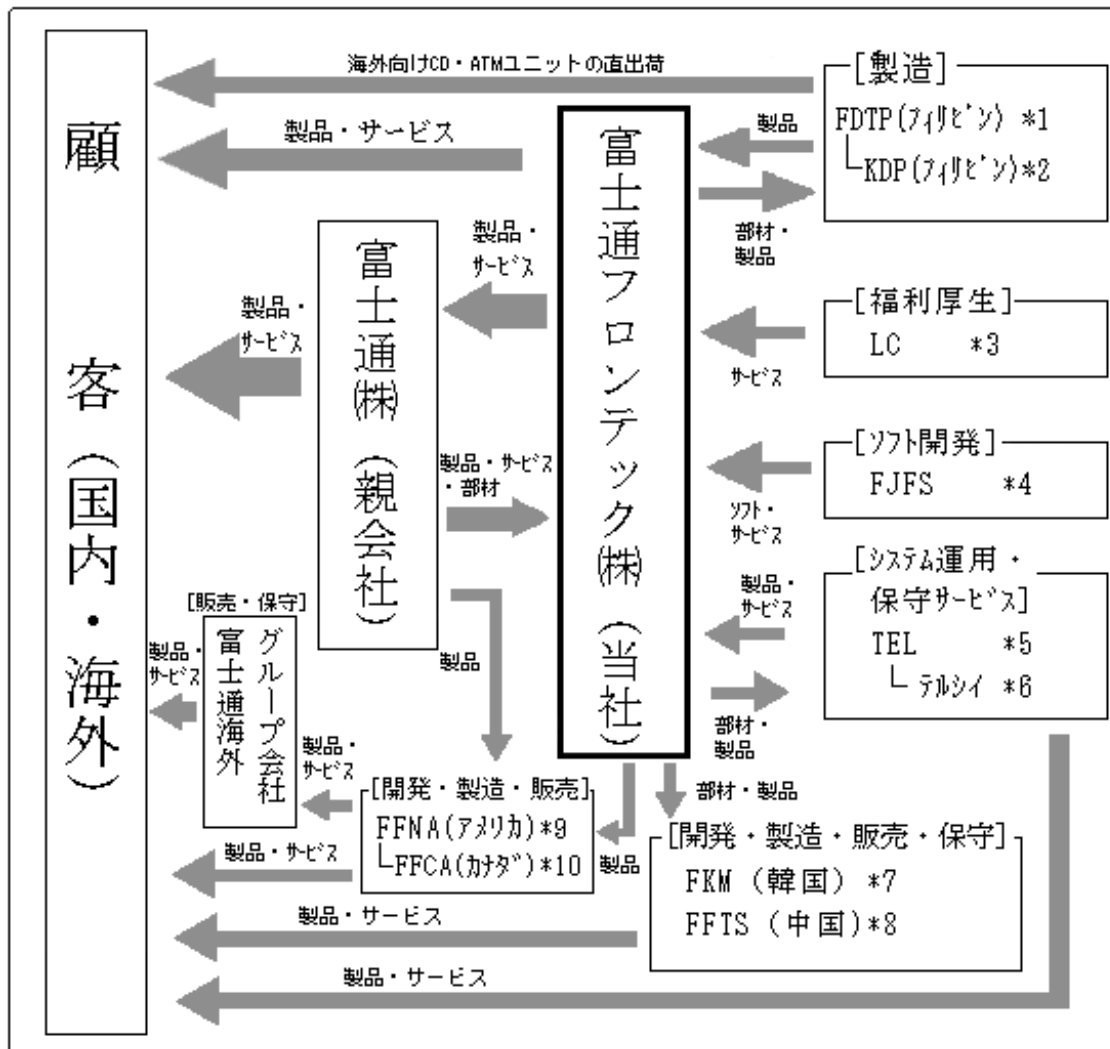 海外向けCD・ATMユニットの直出荷
[製造]
FDTP(ﾌｨﾘﾋﾟﾝ) *1
KDP(ﾌｨﾘﾋﾟﾝ)*2
製品
部材・
製品
製品・サービス
顧客（国内・海外）
富士通フロンテック㈱（当社）
富士通㈱（親会社）
製品・
ｻｰﾋﾞｽ
製品・
ｻｰﾋﾞｽ
[福利厚生]
LC *3
ｻｰﾋﾞｽ
[ｿﾌﾄ開発]
FJFS *4
ｿﾌﾄ・
ｻｰﾋﾞｽ
製品・ｻｰﾋﾞｽ
・部材
[ｼｽﾃﾑ運用・
保守ｻｰﾋﾞｽ]
TEL *5
ﾃﾙｼｲ *6
製品・
ｻｰﾋﾞｽ
部材・
製品
製品
[販売・保守]
グループ会社
富士通海外
製品・
ｻｰﾋﾞｽ
製品・
ｻｰﾋﾞｽ
[開発・製造・販売]
FFNA(ｱﾒﾘｶ)*9
FFCA(ｶﾅﾀﾞ)*10
製品
部材・製品
[開発・製造・販売・保守]
FKM (韓国) *7
FFTS (中国)*8
製品・サービス
製品・サービス
製品・サービス